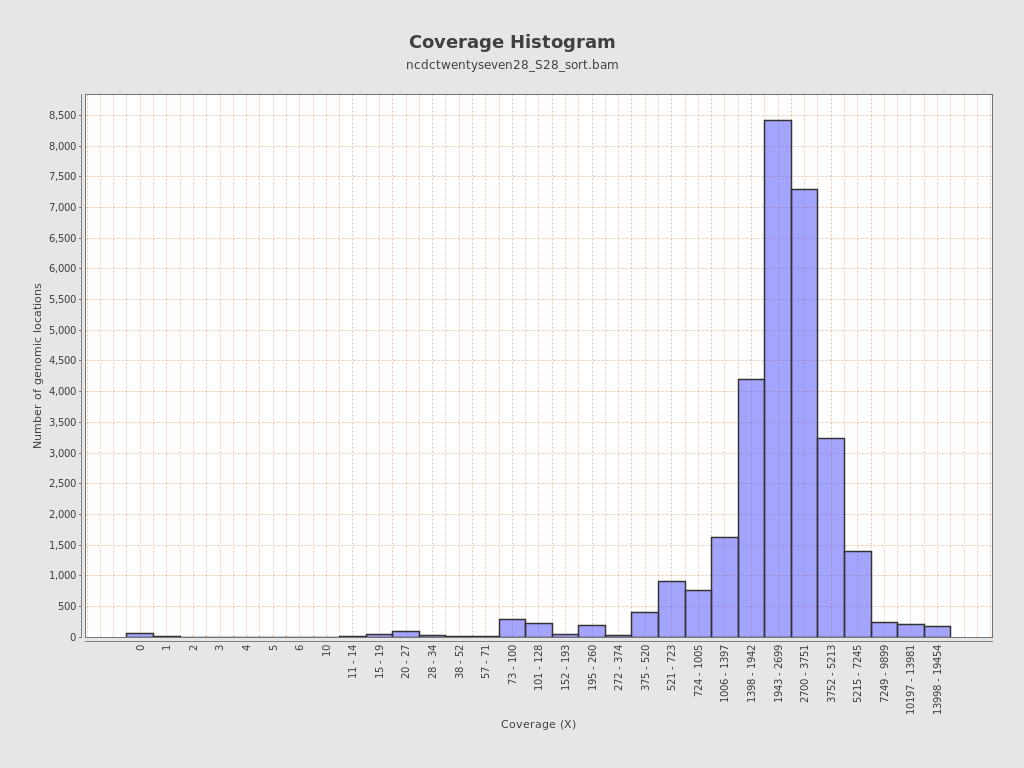 Coverage Histogram
ncdctwentyseven28_S28_sort.bam
Number of genomic locations
8,500
8,000
7,500
7,000
6,500
6,000
5,500
5,000
4,500
4,000
3,500
3,000
2,500
2,000
1,500
1,000
500
0
0
1
2
3
4
5
6
10
11 - 14
15 - 19
20 - 27
28 - 34
38 - 52
57 - 71
73 - 100
101 - 128
152 - 193
195 - 260
272 - 374
375 - 520
521 - 723
724 - 1005
1006 - 1397
1398 - 1942
1943 - 2699
2700 - 3751
3752 - 5213
5215 - 7245
7249 - 9899
10197 - 13981
13998 - 19454
Coverage (X)